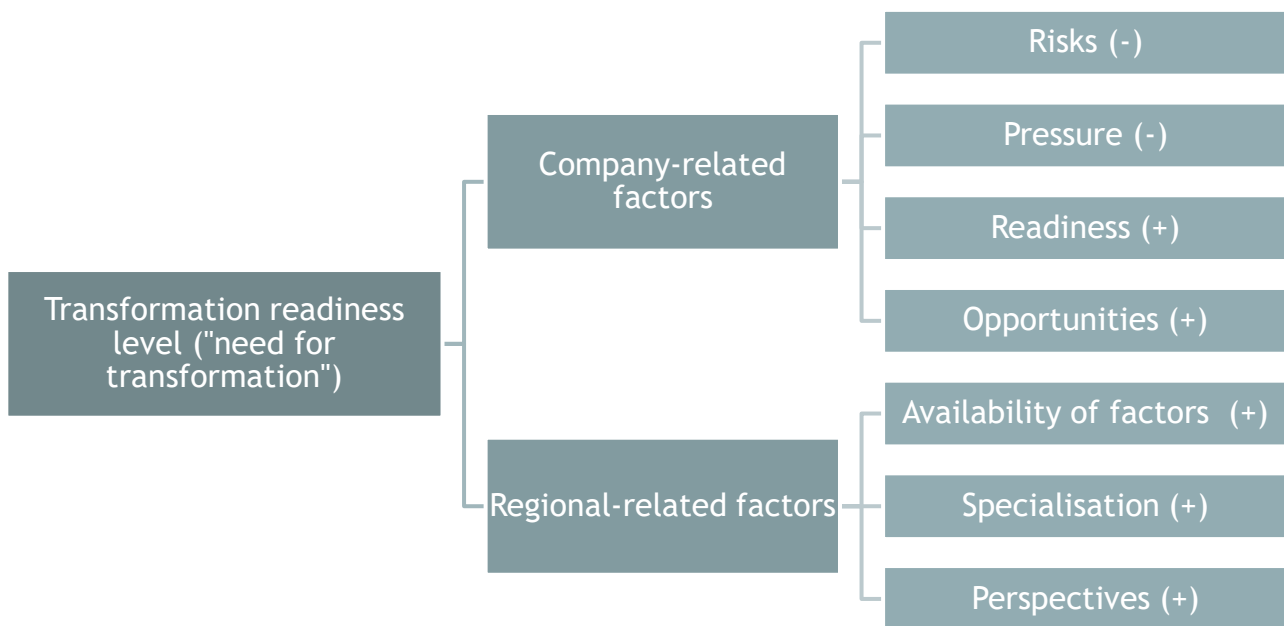 Transformation readiness
level ("need for
transformation")
Company-related
factors
Risks (-)
Pressure (-)
Readiness (+)
Opportunities (+)
Regional-related factors
Availability of factors  (+)
Specialisation (+)
Perspectives (+)